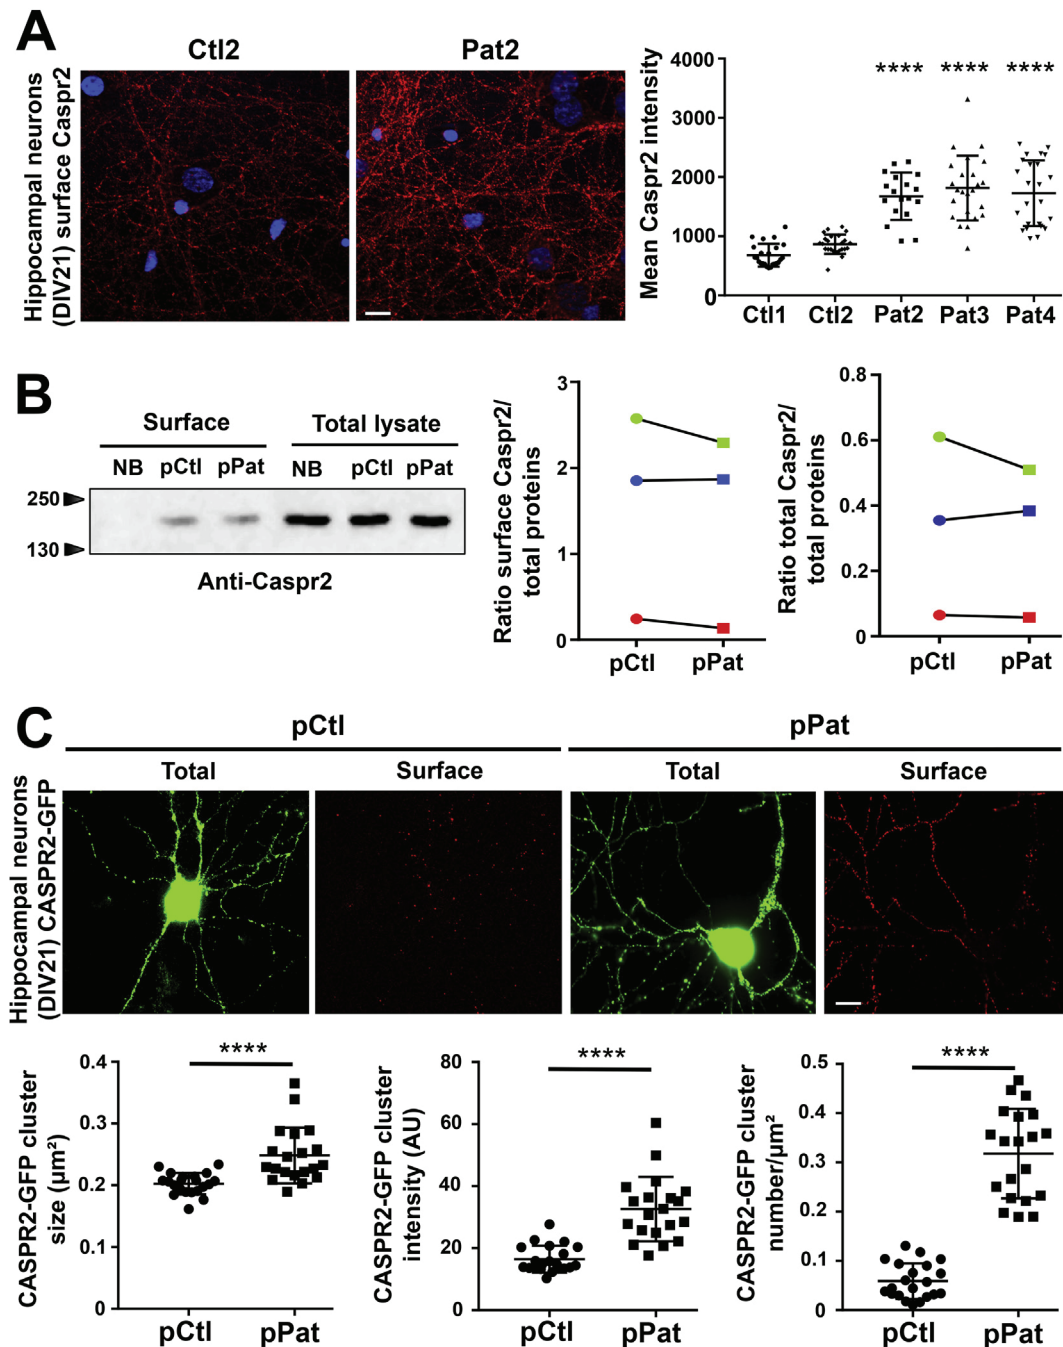 A
Ctl2
Pat2
Hippocampal neurons
(DIV21) surface Caspr2
Mean Caspr2 intensity
4000
3000
2000
1000
0
**** **** ****
Ctl1 Ctl2 Pat2 Pat3 Pat4
B
Surface
Total lysate
NB pCtl pPat NB pCtl pPat
250
130
Anti-Caspr2
Ratio surface Caspr2/
total proteins
3
2
1
0
pCtl pPat
Ratio total Caspr2/
total proteins
0.8
0.6
0.4
0.2
0
pCtl pPat
C
pCtl
pPat
Total
Surface
Total
Surface
Hippocampal neurons
(DIV21) CASPR2-GFP
CASPR2-GFP cluster
size (µm²)
0.4
0.3
0.2
0.1
0
****
pCtl pPat
CASPR2-GFP cluster
intensity (AU)
80
60
40
20
0
****
pCtl pPat
CASPR2-GFP cluster
number/µm²
0.5
0.4
0.3
0.2
0.1
0
****
pCtl pPat